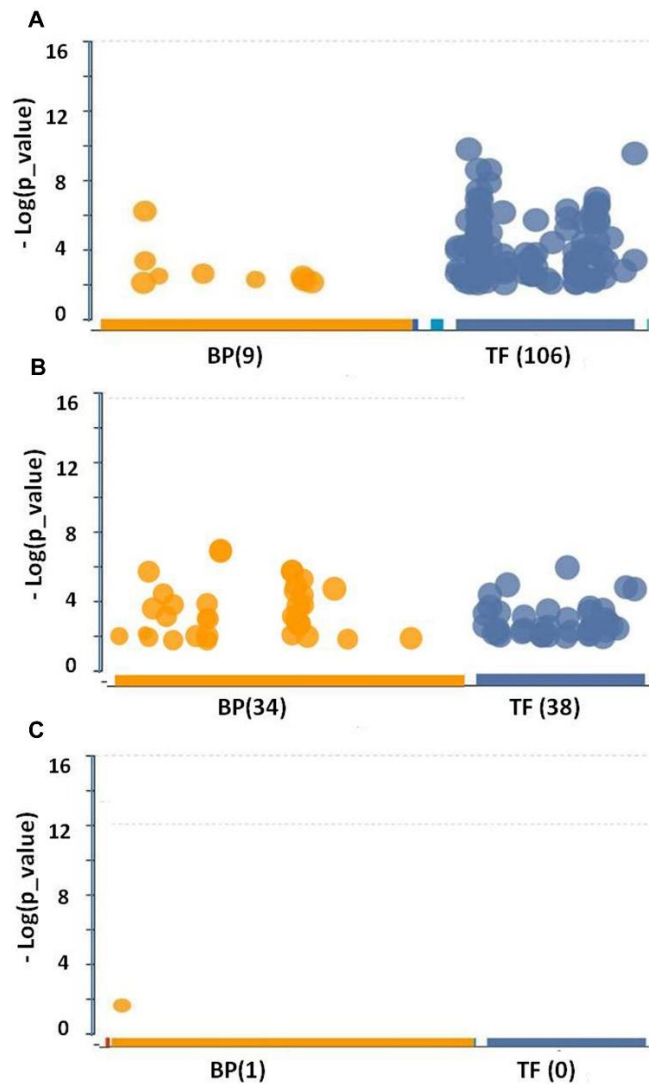 A
16
12
8
4
0
- Log(p_value)
BP(9) TF (106)
B
16
12
8
4
0
- Log(p_value)
BP(34) TF (38)
C
16
12
8
4
0
- Log(p_value)
BP(1) TF (0)